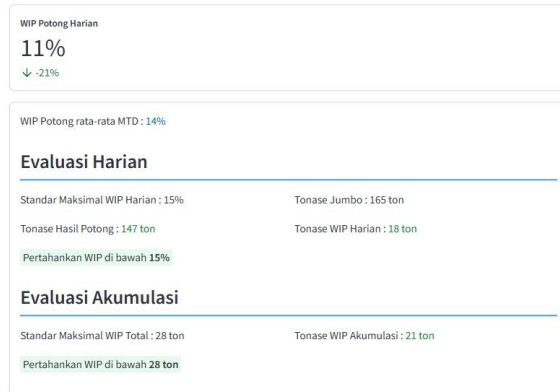 WIP Potong Harian
11%
↓ -21%
WIP Potong rata-rata MTD : 14%
Evaluasi Harian
Standar Maksimal WIP Harian : 15%
Tonase Jumbo : 165 ton
Tonase Hasil Potong : 147 ton
Tonase WIP Harian : 18 ton
Pertahankan WIP di bawah 15%
Evaluasi Akumulasi
Standar Maksimal WIP Total : 28 ton
Tonase WIP Akumulasi : 21 ton
Pertahankan WIP di bawah 28 ton